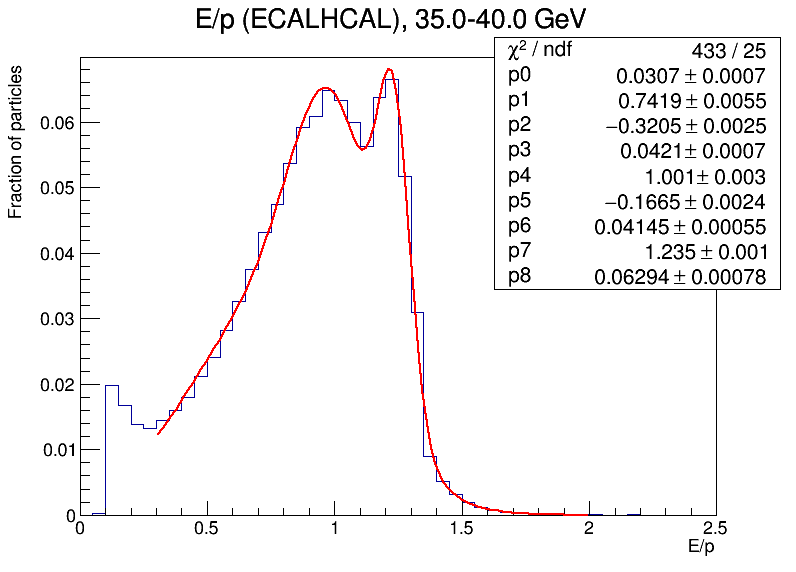 E/p (ECALHCAL), 35.0-40.0 GeV
χ² / ndf 433 / 25
p0 0.0307 ± 0.0007
p1 0.7419 ± 0.0055
p2 −0.3205 ± 0.0025
p3 0.0421 ± 0.0007
p4 1.001 ± 0.003
p5 −0.1665 ± 0.0024
p6 0.04145 ± 0.00055
p7 1.235 ± 0.001
p8 0.06294 ± 0.00078
Fraction of particles
0.06
0.05
0.04
0.03
0.02
0.01
0
0 0.5 1 1.5 2 2.5
E/p